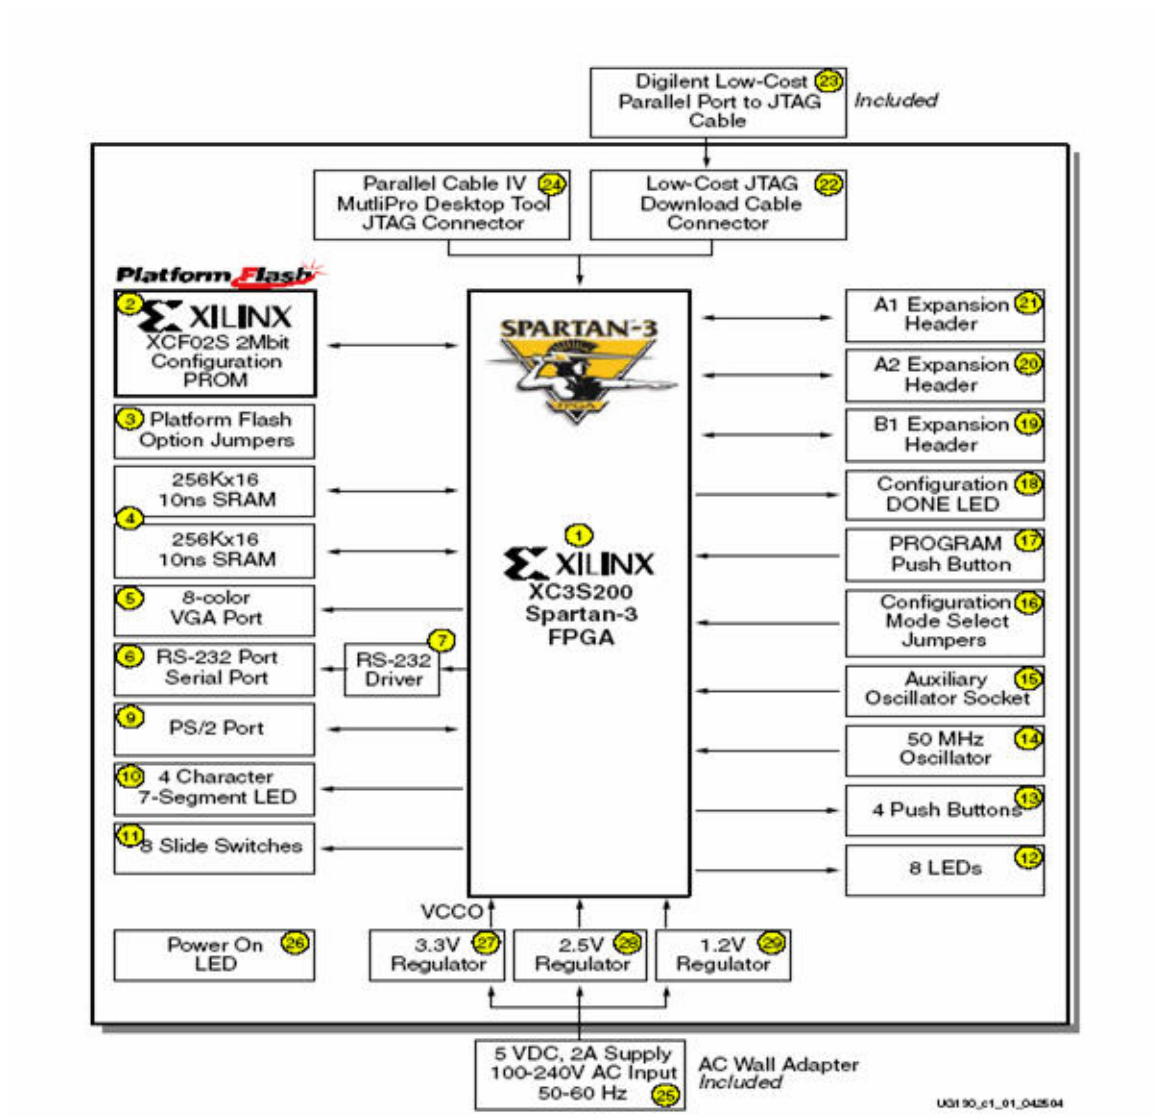 Digilent Low-Cost 23
Parallel Port to JTAG
Cable
Included
Parallel Cable IV 24
MutliPro Desktop Tool
JTAG Connector
Low-Cost JTAG 22
Download Cable
Connector
Platform Flash
2 XILINX
XCF02S 2Mbit
Configuration
PROM
3 Platform Flash
Option Jumpers
256Kx16
10ns SRAM
4
256Kx16
10ns SRAM
5 8-color
VGA Port
6 RS-232 Port
Serial Port
7
RS-232
Driver
9
PS/2 Port
10 4 Character
7-Segment LED
11
8 Slide Switches
SPARTAN-3
FPGA
1
XILINX
XC3S200
Spartan-3
FPGA
A1 Expansion 21
Header
A2 Expansion 20
Header
B1 Expansion 19
Header
Configuration 18
DONE LED
PROGRAM 17
Push Button
Configuration 16
Mode Select
Jumpers
Auxiliary 15
Oscillator Socket
50 MHz 14
Oscillator
4 Push Buttons 13
8 LEDs 12
VCCO
Power On 26
LED
3.3V 27
Regulator
2.5V 28
Regulator
1.2V 29
Regulator
5 VDC, 2A Supply
100-240V AC Input
50-60 Hz 25
AC Wall Adapter
Included
UG130_c1_01_042504